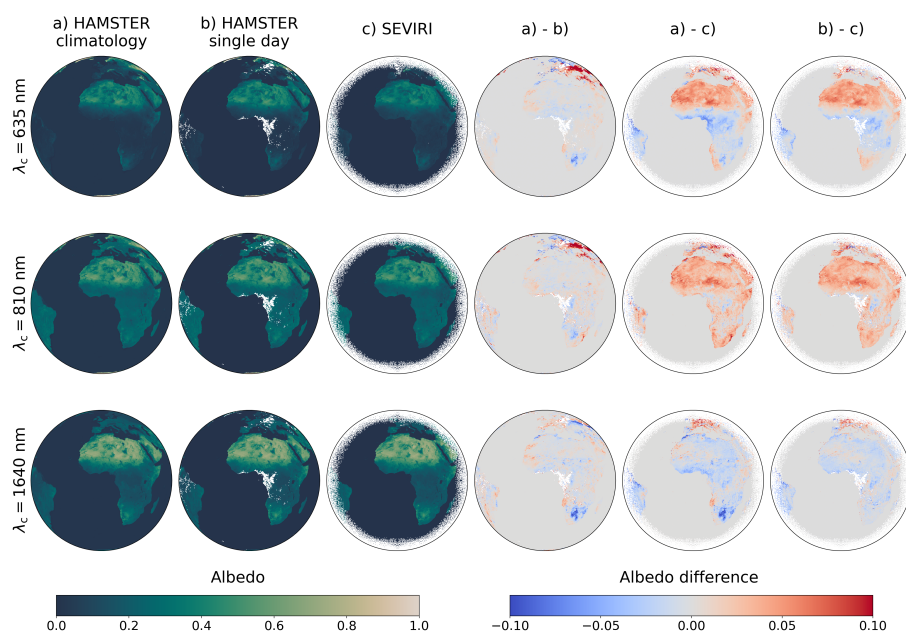 a) HAMSTER
climatology
b) HAMSTER
single day
c) SEVIRI
a) - b)
a) - c)
b) - c)
λc = 635 nm
λc = 810 nm
λc = 1640 nm
Albedo
0.0 0.2 0.4 0.6 0.8 1.0
Albedo difference
−0.10 −0.05 0.00 0.05 0.10